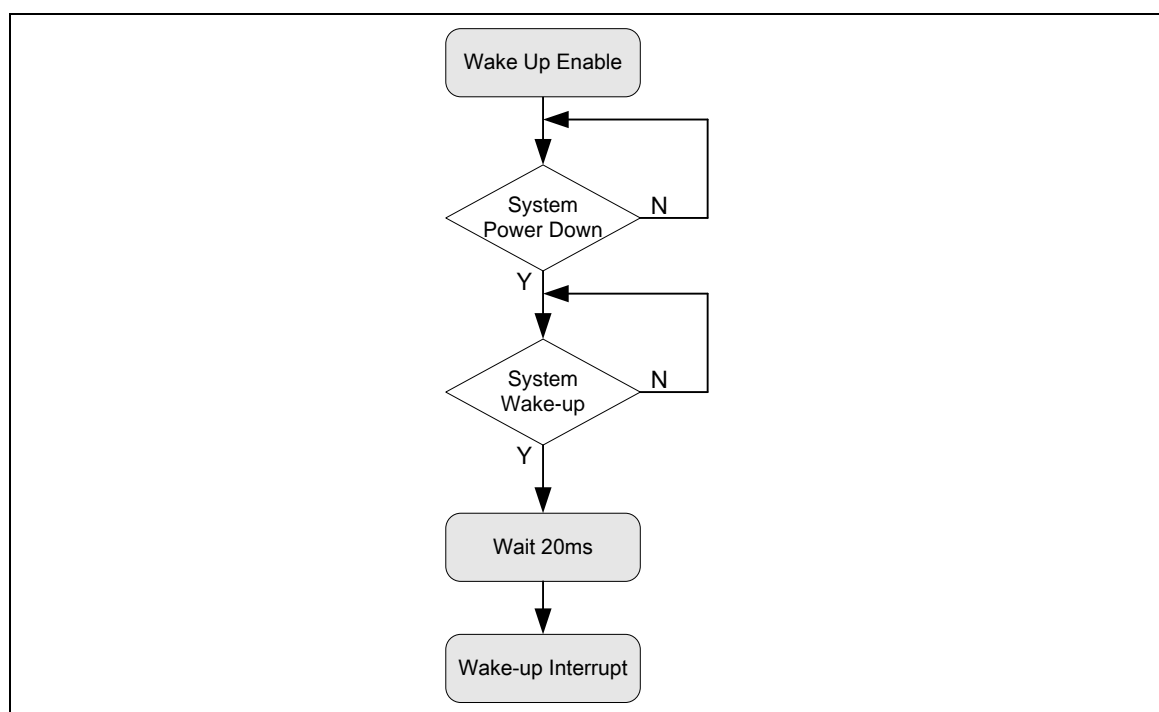 Wake Up Enable
System
Power Down
N
Y
System
Wake-up
N
Y
Wait 20ms
Wake-up Interrupt